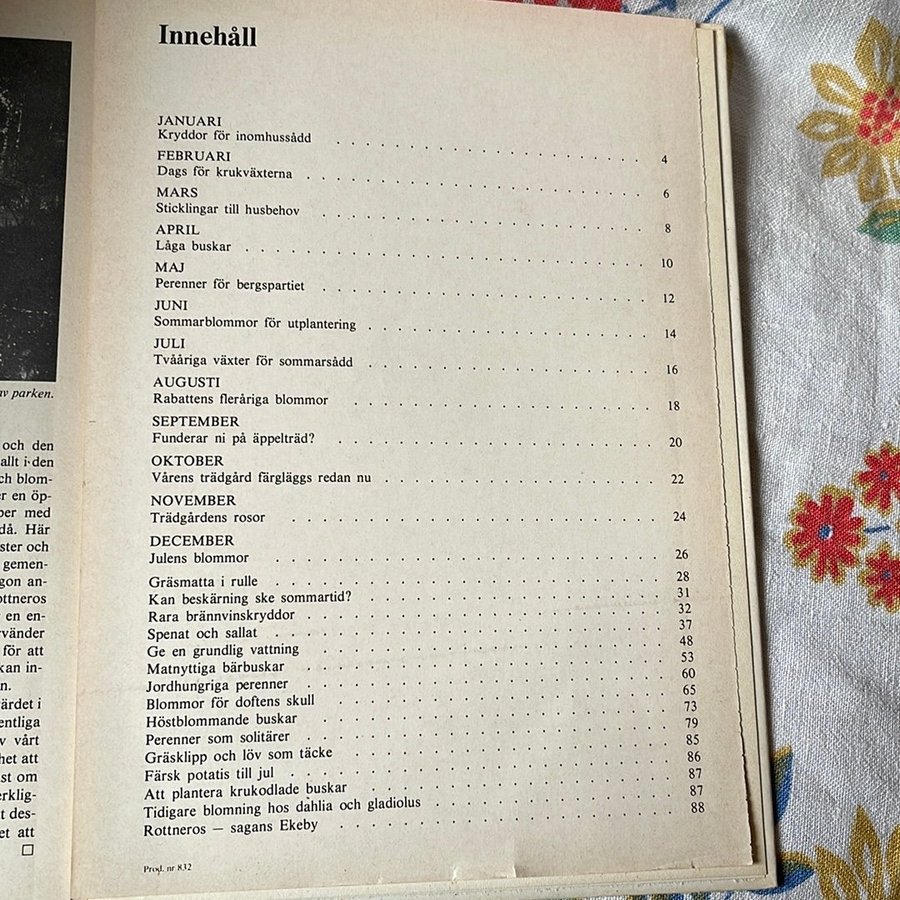 av parken.
och den
allt i den
ch blom-
er en öp-
ber med
då. Här
ster och
gemen-
gon an-
ottneros
en en-
rvänder
för att
kan in-
n.
ärdet i
entliga
v vårt
het att
st om
erklig-
t des-
et att
Innehåll
JANUARI
Kryddor för inomhussådd . . . . . 4
FEBRUARI
Dags för krukväxterna . . . . . 6
MARS
Sticklingar till husbehov . . . . . 8
APRIL
Låga buskar . . . . . 10
MAJ
Perenner för bergspartiet . . . . . 12
JUNI
Sommarblommor för utplantering . . . . . 14
JULI
Tvååriga växter för sommarsådd . . . . . 16
AUGUSTI
Rabattens fleråriga blommor . . . . . 18
SEPTEMBER
Funderar ni på äppelträd? . . . . . 20
OKTOBER
Vårens trädgård färgläggs redan nu . . . . . 22
NOVEMBER
Trädgårdens rosor . . . . . 24
DECEMBER
Julens blommor . . . . . 26
Gräsmatta i rulle . . . . . 28
Kan beskärning ske sommartid? . . . . . 31
Rara brännvinskryddor . . . . . 32
Spenat och sallat . . . . . 37
Ge en grundlig vattning . . . . . 48
Matnyttiga bärbuskar . . . . . 53
Jordhungriga perenner . . . . . 60
Blommor för doftens skull . . . . . 65
Höstblommande buskar . . . . . 73
Perenner som solitärer . . . . . 79
Gräsklipp och löv som täcke . . . . . 85
Färsk potatis till jul . . . . . 86
Att plantera krukodlade buskar . . . . . 87
Tidigare blomning hos dahlia och gladiolus . . . . . 87
Rottneros — sagans Ekeby . . . . . 88
Prod. nr 832